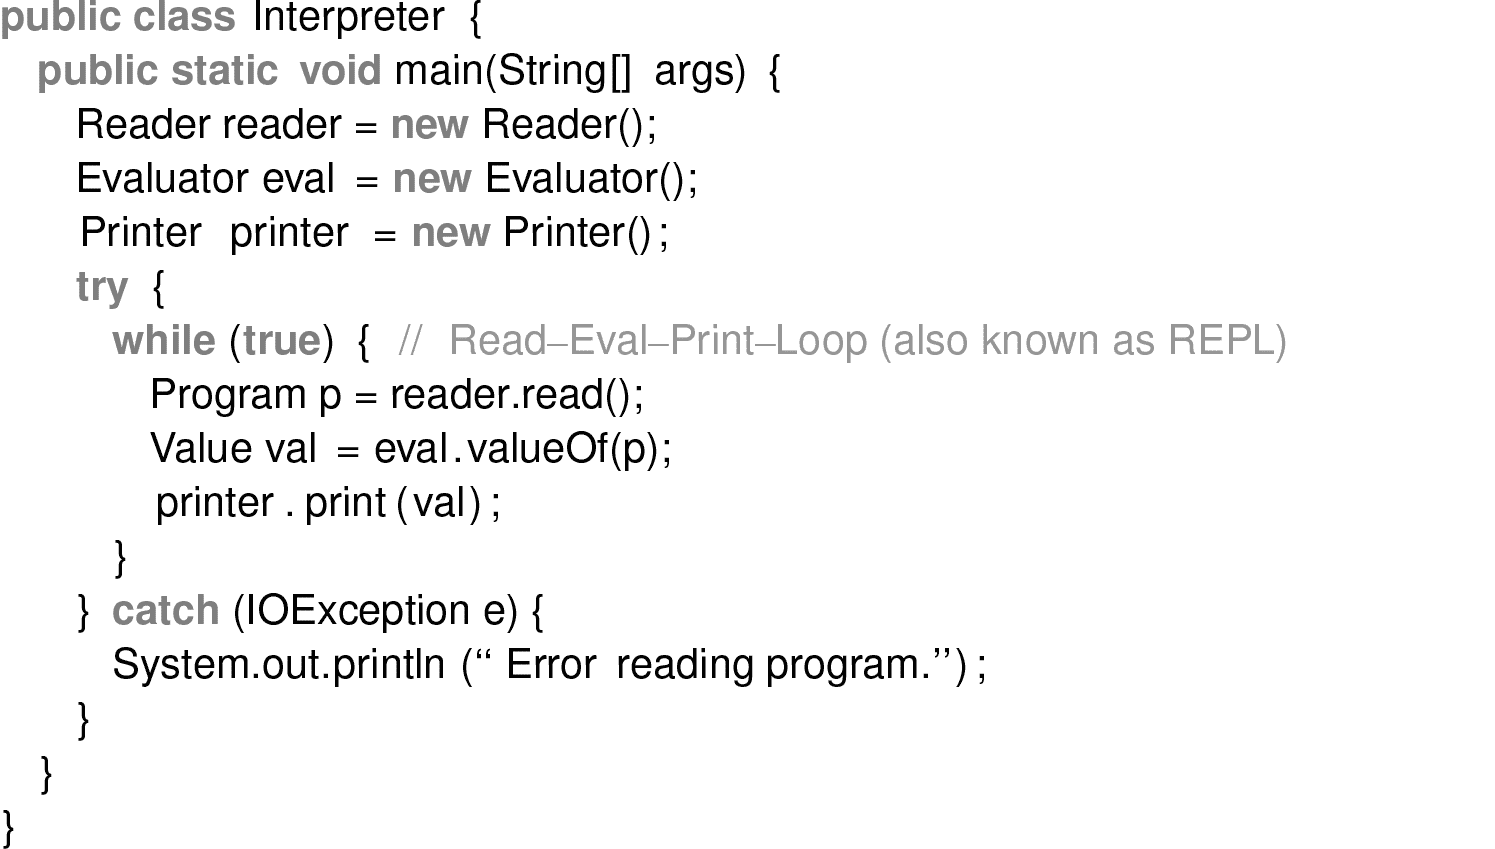 public class Interpreter {
public static void main(String[] args) {
Reader reader = new Reader();
Evaluator eval = new Evaluator();
Printer printer = new Printer();
try {
while (true) { // Read–Eval–Print–Loop (also known as REPL)
Program p = reader.read();
Value val = eval.valueOf(p);
printer.print(val);
}
} catch (IOException e) {
System.out.println (“ Error reading program.”);
}
}
}